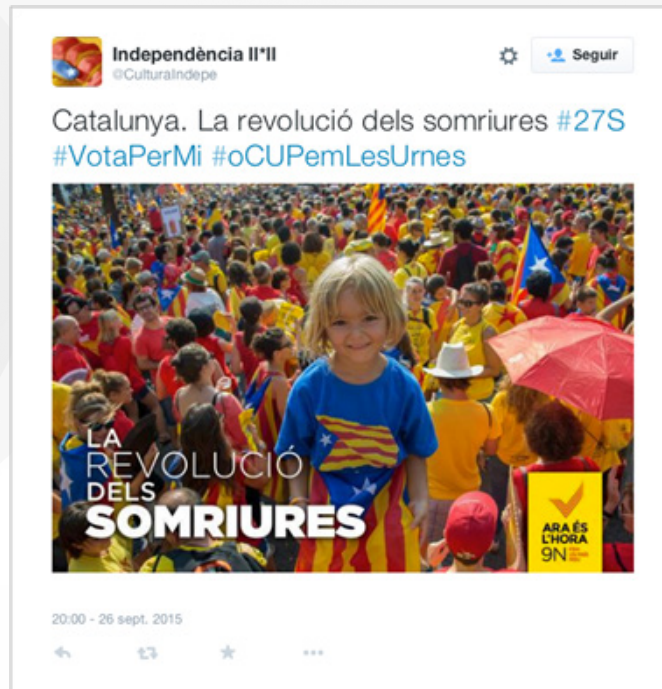 Independència II*II
@CulturaIndepe
Seguir
Catalunya. La revolució dels somriures #27S
#VotaPerMi #oCUPemLesUrnes
LA
REVOLUCIÓ
DELS
SOMRIURES
ARA ÉS
L'HORA
9N
20:00 - 26 sept. 2015